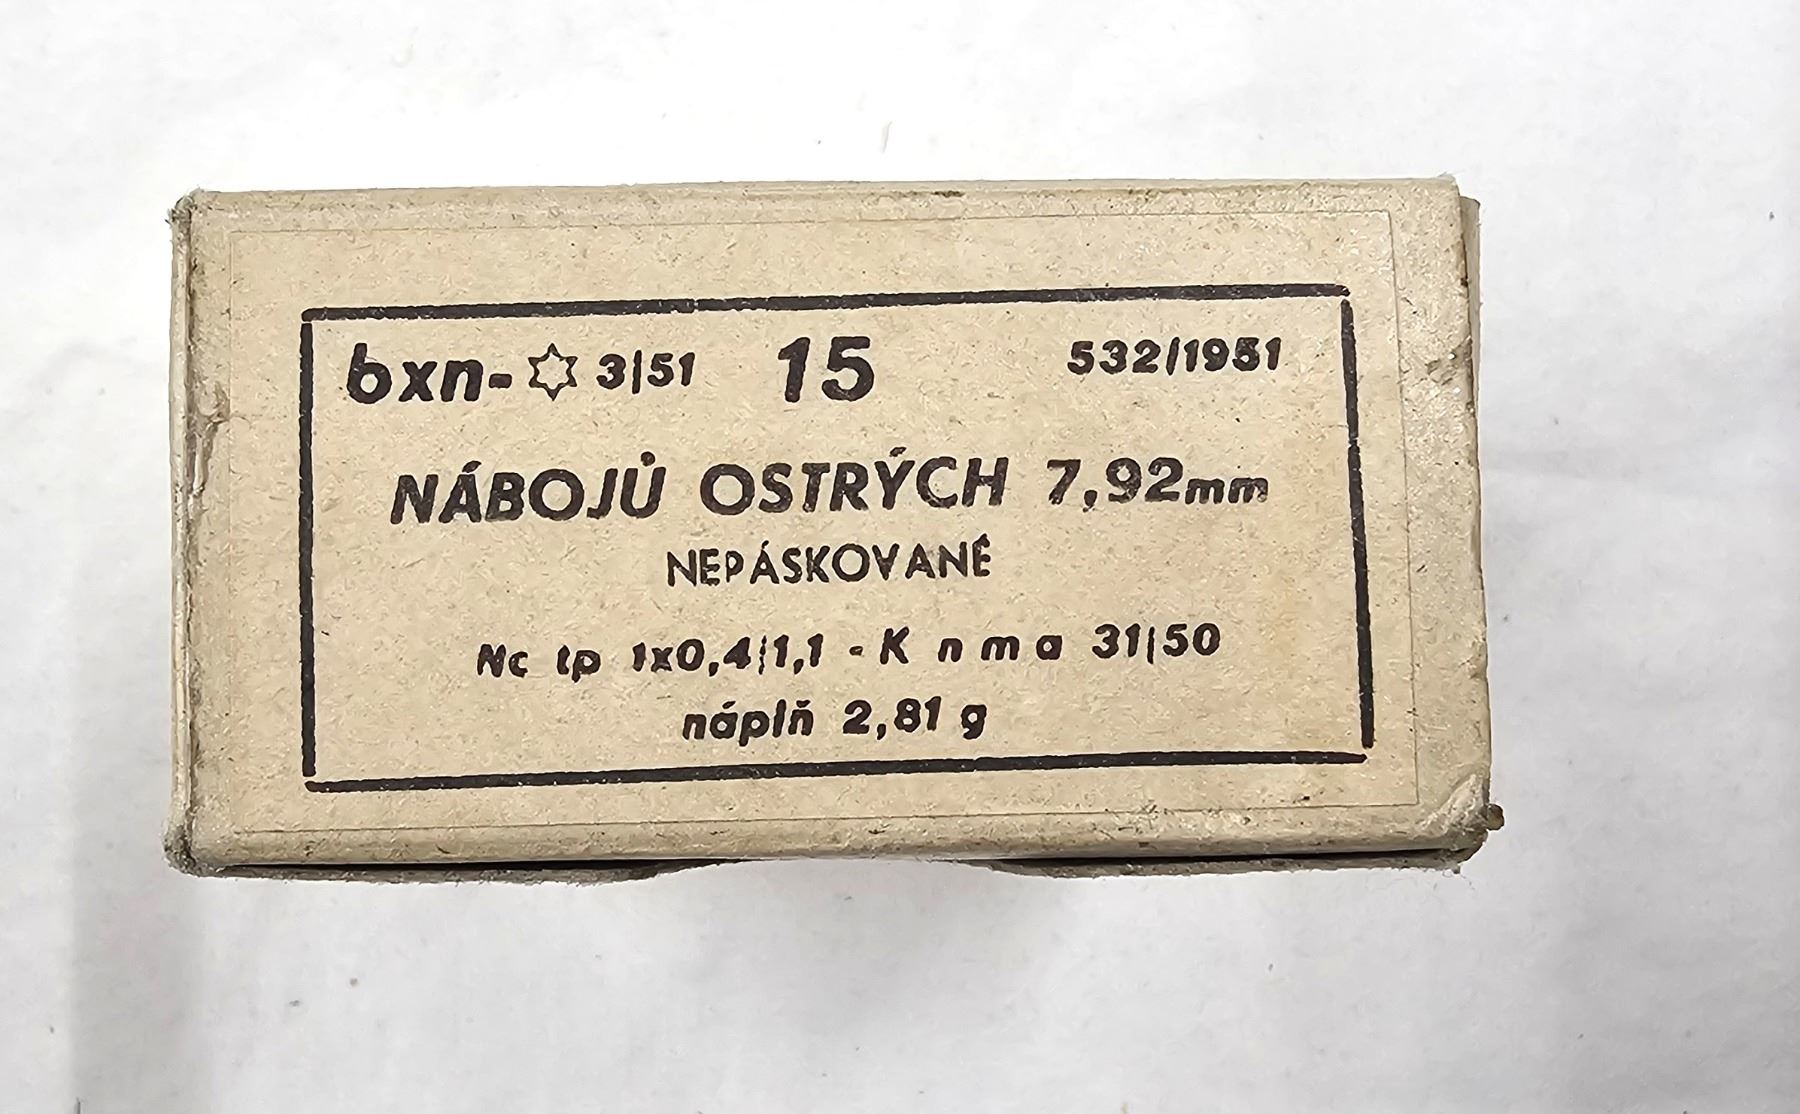 bxn-✡ 3/51 15 532/1951
NÁBOJŮ OSTRÝCH 7,92mm
NEPÁSKOVANÉ
Nc tp 1x0,4/1,1 - K n m a 31/50
náplň 2,81 g